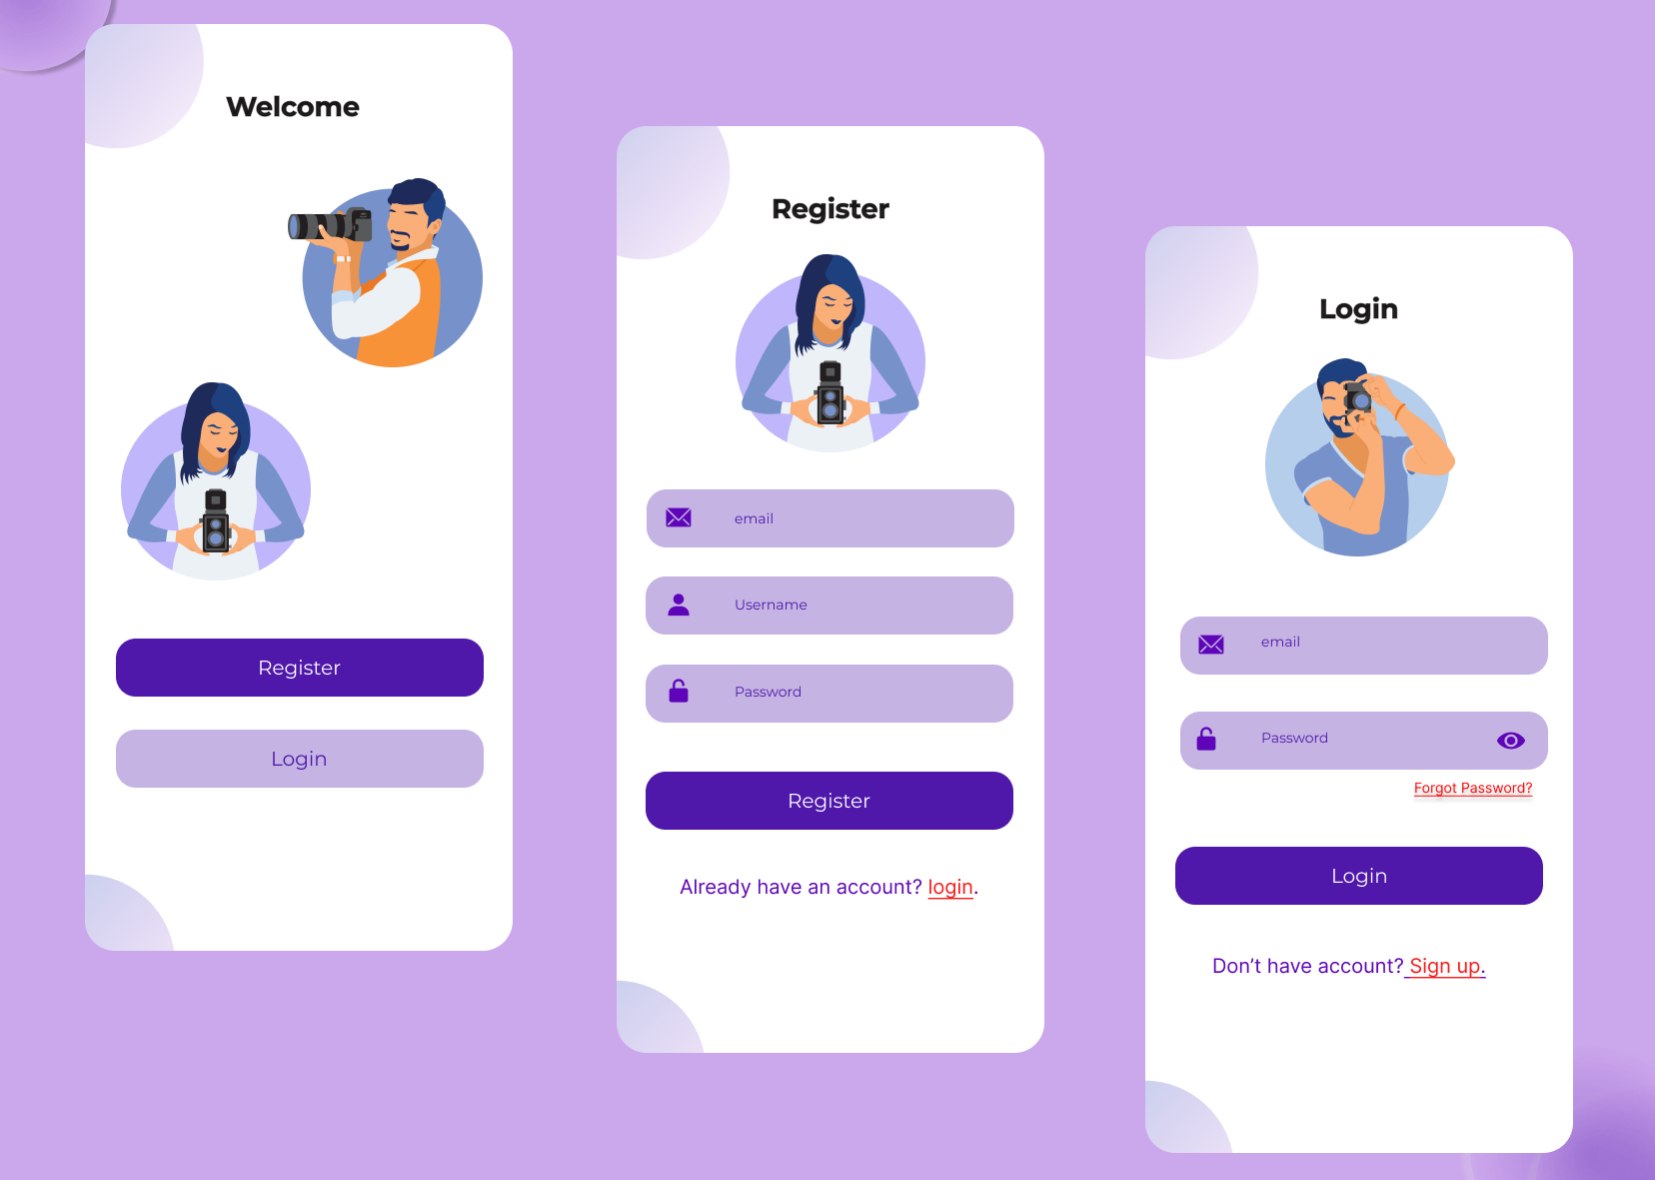 Welcome
Register
Login
Register
email
Username
Password
Register
Already have an account? login.
Login
email
Password
Forgot Password?
Login
Don’t have account? Sign up.